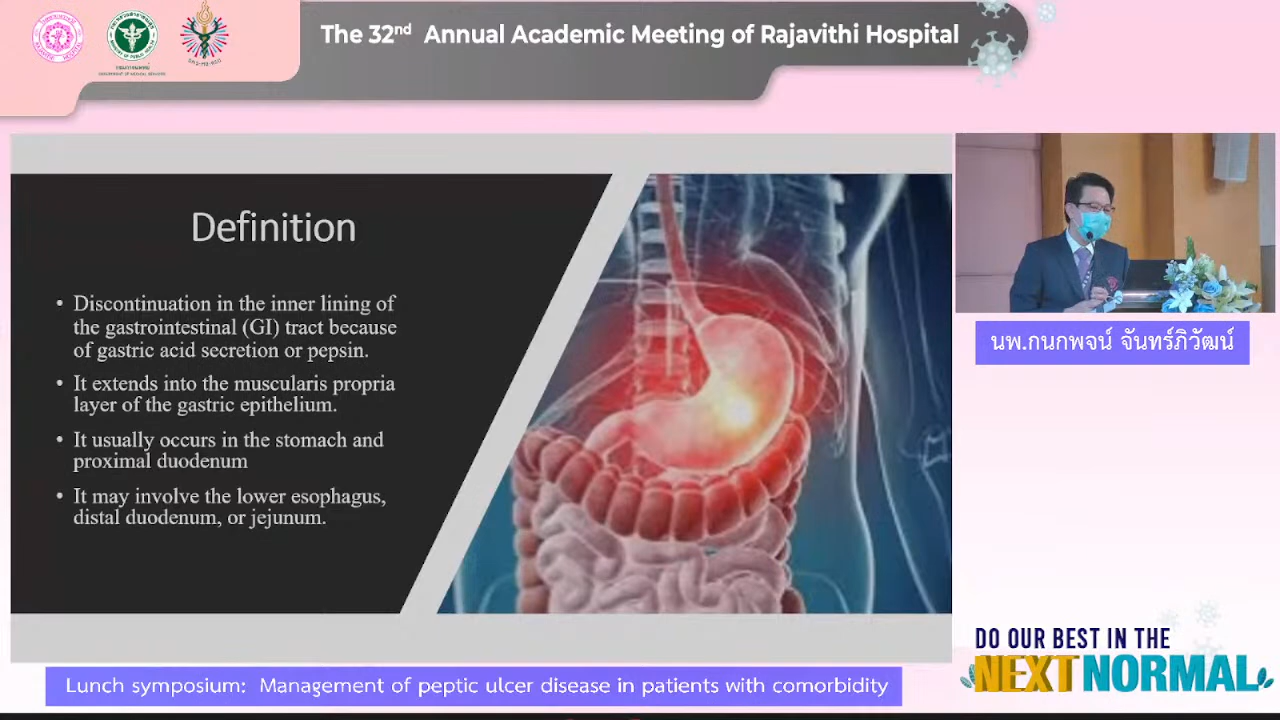 The 32nd Annual Academic Meeting of Rajavithi Hospital
Definition
• Discontinuation in the inner lining of
the gastrointestinal (GI) tract because
of gastric acid secretion or pepsin.
• It extends into the muscularis propria
layer of the gastric epithelium.
• It usually occurs in the stomach and
proximal duodenum
• It may involve the lower esophagus,
distal duodenum, or jejunum.
นพ.กนกพจน์ จันทร์ภิวัฒน์
DO OUR BEST IN THE
NEXT NORMAL
Lunch symposium: Management of peptic ulcer disease in patients with comorbidity